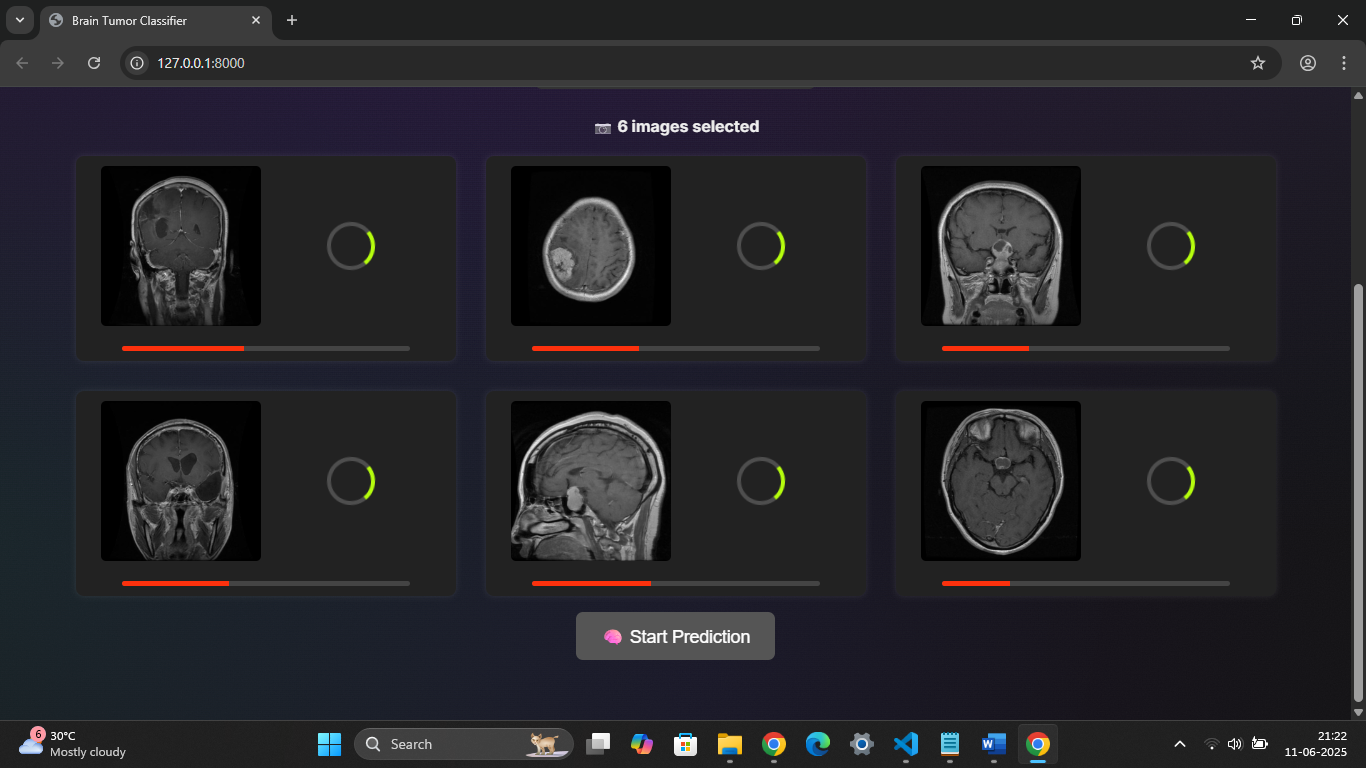 Brain Tumor Classifier
127.0.0.1:8000
6 images selected
Start Prediction
6
30°C
Mostly cloudy
Search
21:22
11-06-2025